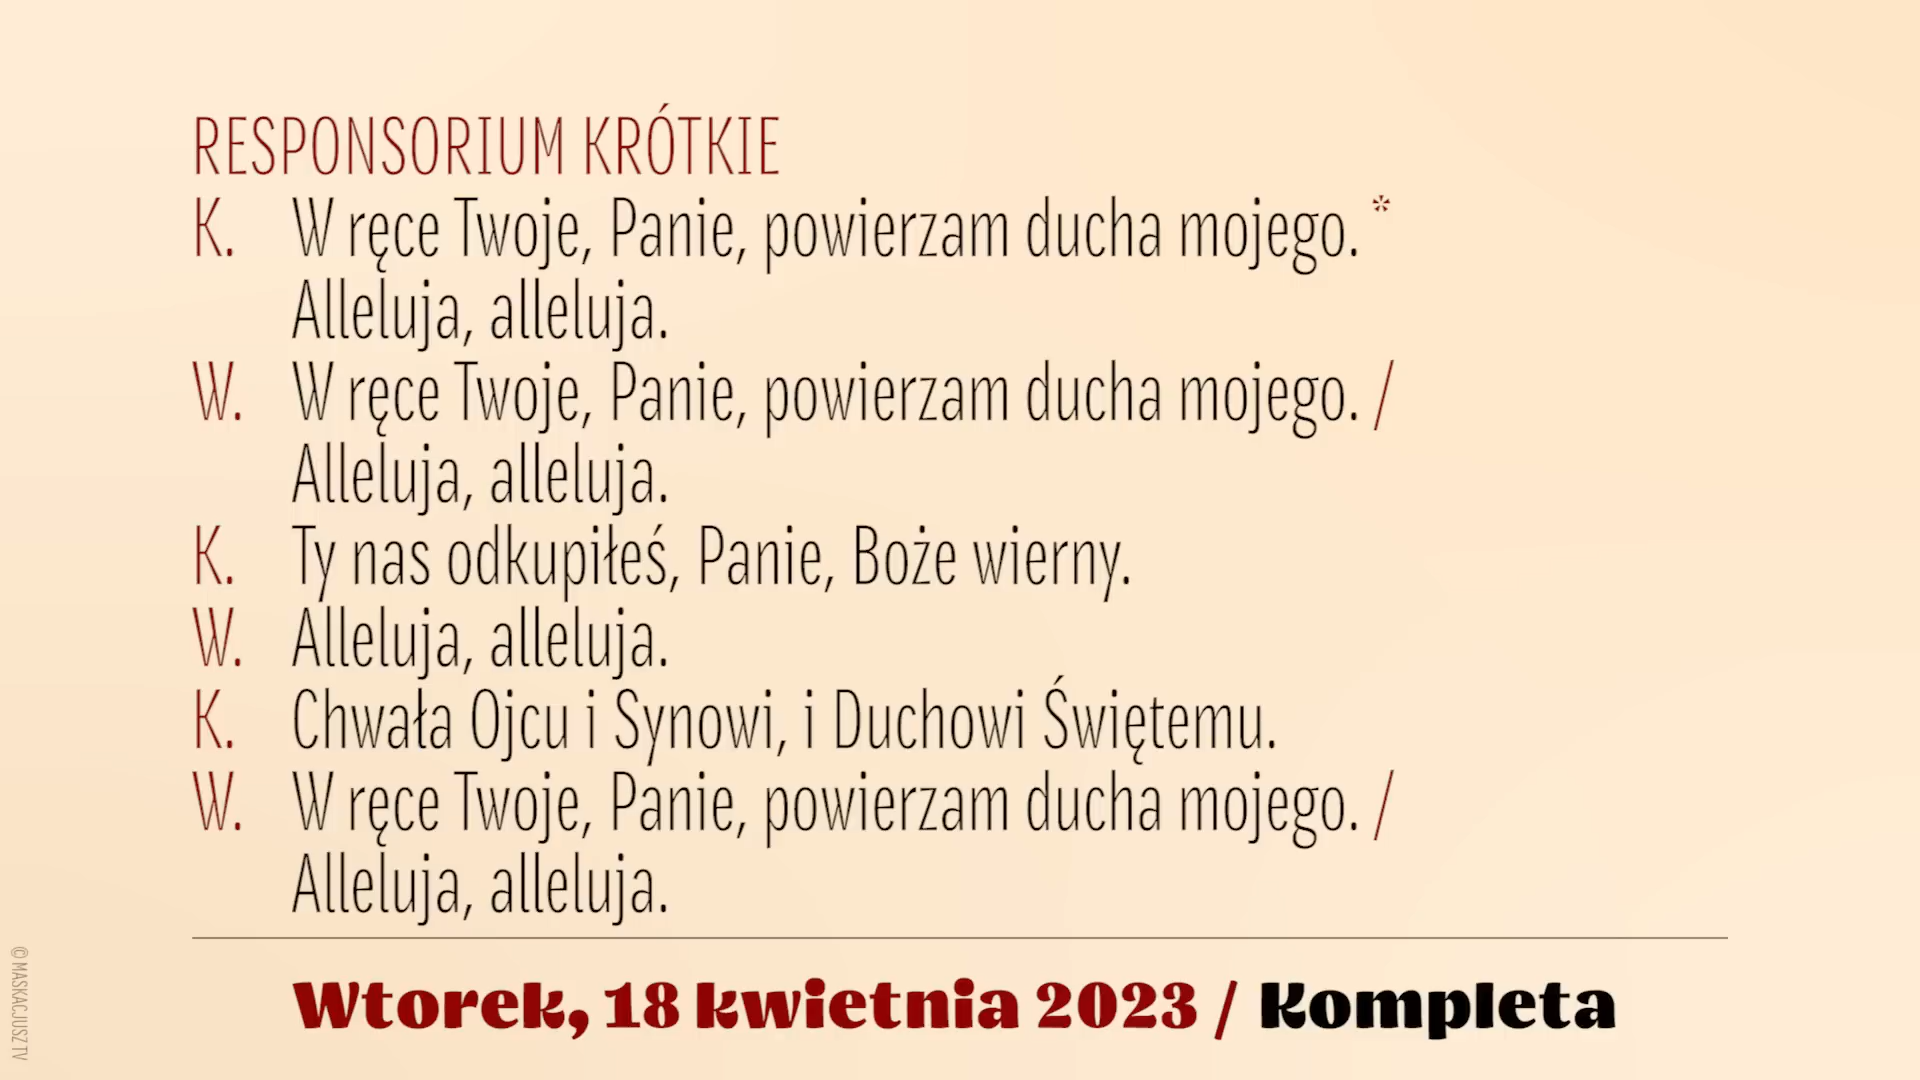 RESPONSORIUM KRÓTKIE
K. W ręce Twoje, Panie, powierzam ducha mojego. *
Alleluja, alleluja.
W. W ręce Twoje, Panie, powierzam ducha mojego. /
Alleluja, alleluja.
K. Ty nas odkupiłeś, Panie, Boże wierny.
W. Alleluja, alleluja.
K. Chwała Ojcu i Synowi, i Duchowi Świętemu.
W. W ręce Twoje, Panie, powierzam ducha mojego. /
Alleluja, alleluja.
Wtorek, 18 kwietnia 2023 / Kompleta
© MASKACJUSZ TV